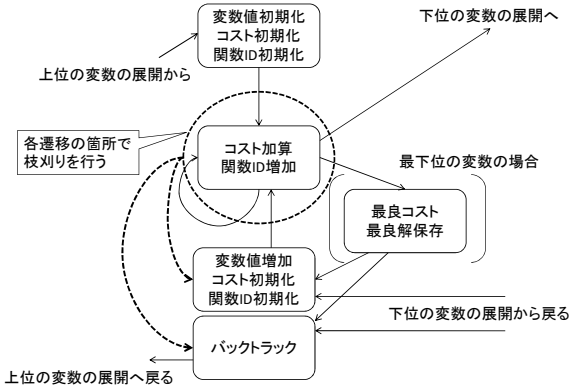 変数値初期化
コスト初期化
関数ID初期化
下位の変数の展開へ
上位の変数の展開から
各遷移の箇所で
枝刈りを行う
コスト加算
関数ID増加
最下位の変数の場合
最良コスト
最良解保存
変数値増加
コスト初期化
関数ID初期化
下位の変数の展開から戻る
バックトラック
上位の変数の展開へ戻る